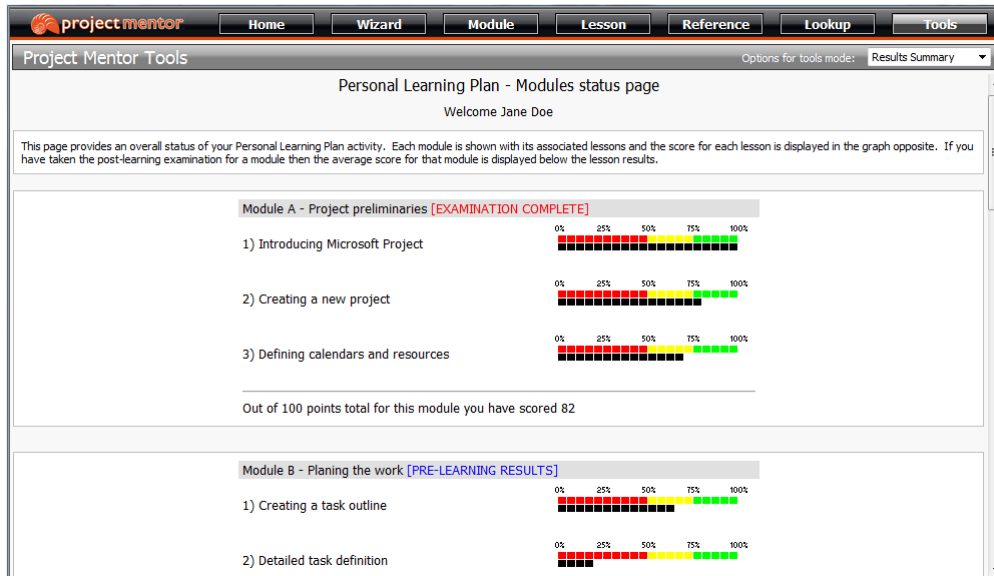 projectmentor Home Wizard Module Lesson Reference Lookup Tools
Project Mentor Tools Options for tools mode: Results Summary
Personal Learning Plan - Modules status page
Welcome Jane Doe
This page provides an overall status of your Personal Learning Plan activity. Each module is shown with its associated lessons and the score for each lesson is displayed in the graph opposite. If you
have taken the post-learning examination for a module then the average score for that module is displayed below the lesson results.
Module A - Project preliminaries [EXAMINATION COMPLETE]
0% 25% 50% 75% 100%
1) Introducing Microsoft Project
0% 25% 50% 75% 100%
2) Creating a new project
0% 25% 50% 75% 100%
3) Defining calendars and resources
Out of 100 points total for this module you have scored 82
Module B - Planing the work [PRE-LEARNING RESULTS]
0% 25% 50% 75% 100%
1) Creating a task outline
0% 25% 50% 75% 100%
2) Detailed task definition